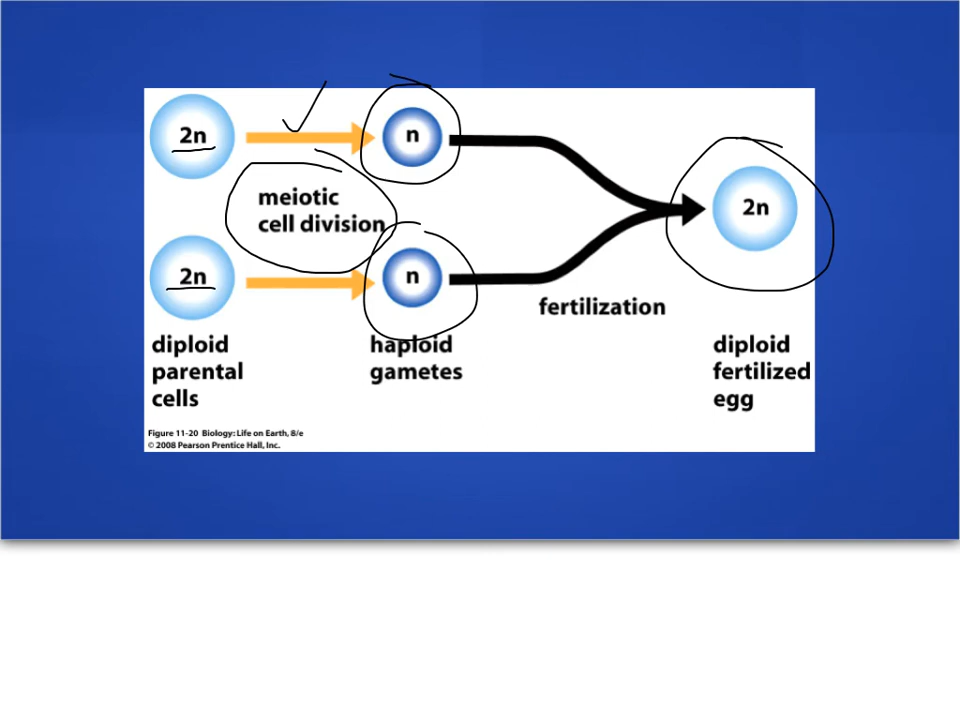 2n
n
meiotic
cell division
2n
2n
n
fertilization
diploid
parental
cells
haploid
gametes
diploid
fertilized
egg
Figure 11-20 Biology: Life on Earth, 8/e
© 2008 Pearson Prentice Hall, Inc.